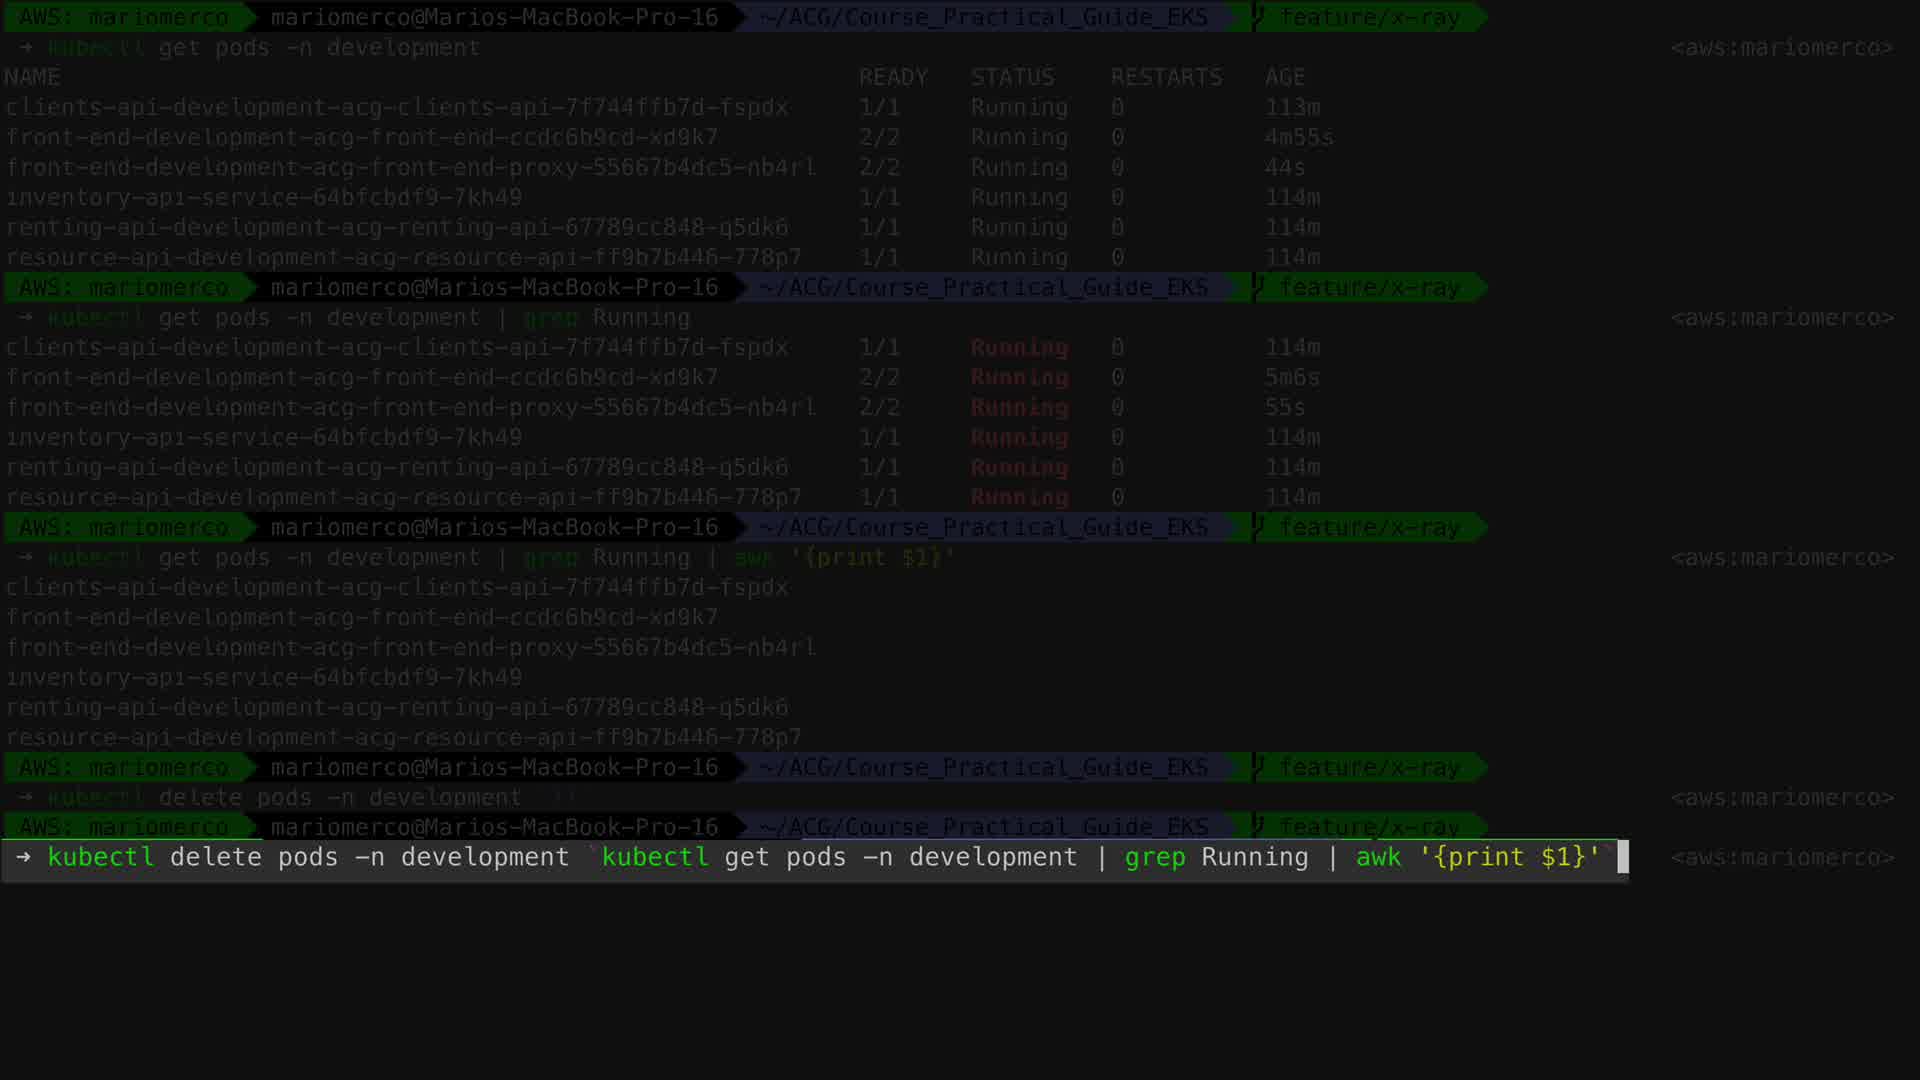 AWS: mariomerco mariomerco@Marios-MacBook-Pro-16 ~/ACG/Course_Practical_Guide_EKS feature/x-ray
→ kubectl get pods -n development <aws:mariomerco>
NAME READY STATUS RESTARTS AGE
clients-api-development-acg-clients-api-7f744ffb7d-fspdx 1/1 Running 0 113m
front-end-development-acg-front-end-ccdc6b9cd-xd9k7 2/2 Running 0 4m55s
front-end-development-acg-front-end-proxy-55667b4dc5-nb4rl 2/2 Running 0 44s
inventory-api-service-64bfcbdf9-7kh49 1/1 Running 0 114m
renting-api-development-acg-renting-api-67789cc848-q5dk6 1/1 Running 0 114m
resource-api-development-acg-resource-api-ff9b7b446-778p7 1/1 Running 0 114m
AWS: mariomerco mariomerco@Marios-MacBook-Pro-16 ~/ACG/Course_Practical_Guide_EKS feature/x-ray
→ kubectl get pods -n development | grep Running <aws:mariomerco>
clients-api-development-acg-clients-api-7f744ffb7d-fspdx 1/1 Running 0 114m
front-end-development-acg-front-end-ccdc6b9cd-xd9k7 2/2 Running 0 5m6s
front-end-development-acg-front-end-proxy-55667b4dc5-nb4rl 2/2 Running 0 55s
inventory-api-service-64bfcbdf9-7kh49 1/1 Running 0 114m
renting-api-development-acg-renting-api-67789cc848-q5dk6 1/1 Running 0 114m
resource-api-development-acg-resource-api-ff9b7b446-778p7 1/1 Running 0 114m
AWS: mariomerco mariomerco@Marios-MacBook-Pro-16 ~/ACG/Course_Practical_Guide_EKS feature/x-ray
→ kubectl get pods -n development | grep Running | awk '{print $1}' <aws:mariomerco>
clients-api-development-acg-clients-api-7f744ffb7d-fspdx
front-end-development-acg-front-end-ccdc6b9cd-xd9k7
front-end-development-acg-front-end-proxy-55667b4dc5-nb4rl
inventory-api-service-64bfcbdf9-7kh49
renting-api-development-acg-renting-api-67789cc848-q5dk6
resource-api-development-acg-resource-api-ff9b7b446-778p7
AWS: mariomerco mariomerco@Marios-MacBook-Pro-16 ~/ACG/Course_Practical_Guide_EKS feature/x-ray
→ kubectl delete pods -n development <aws:mariomerco>
AWS: mariomerco mariomerco@Marios-MacBook-Pro-16 ~/ACG/Course_Practical_Guide_EKS feature/x-ray
→ kubectl delete pods -n development `kubectl get pods -n development | grep Running | awk '{print $1}'` <aws:mariomerco>